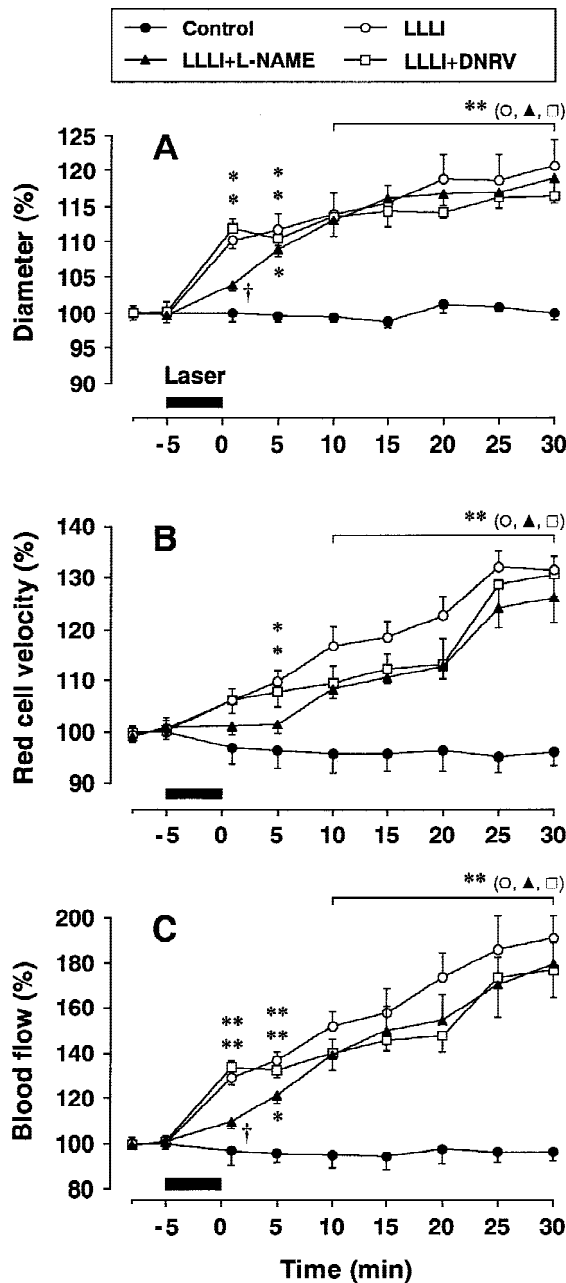 Control LLLI
LLLI+L-NAME LLLI+DNRV
A
** (○, ▲, □)
Diameter (%)
125
120
115
110
105
100
95
90
* *
* *
*
†
Laser
-5 0 5 10 15 20 25 30
B
** (○, ▲, □)
Red cell velocity (%)
140
130
120
110
100
90
*
*
-5 0 5 10 15 20 25 30
C
** (○, ▲, □)
Blood flow (%)
200
180
160
140
120
100
80
** **
** **
*
†
-5 0 5 10 15 20 25 30
Time (min)